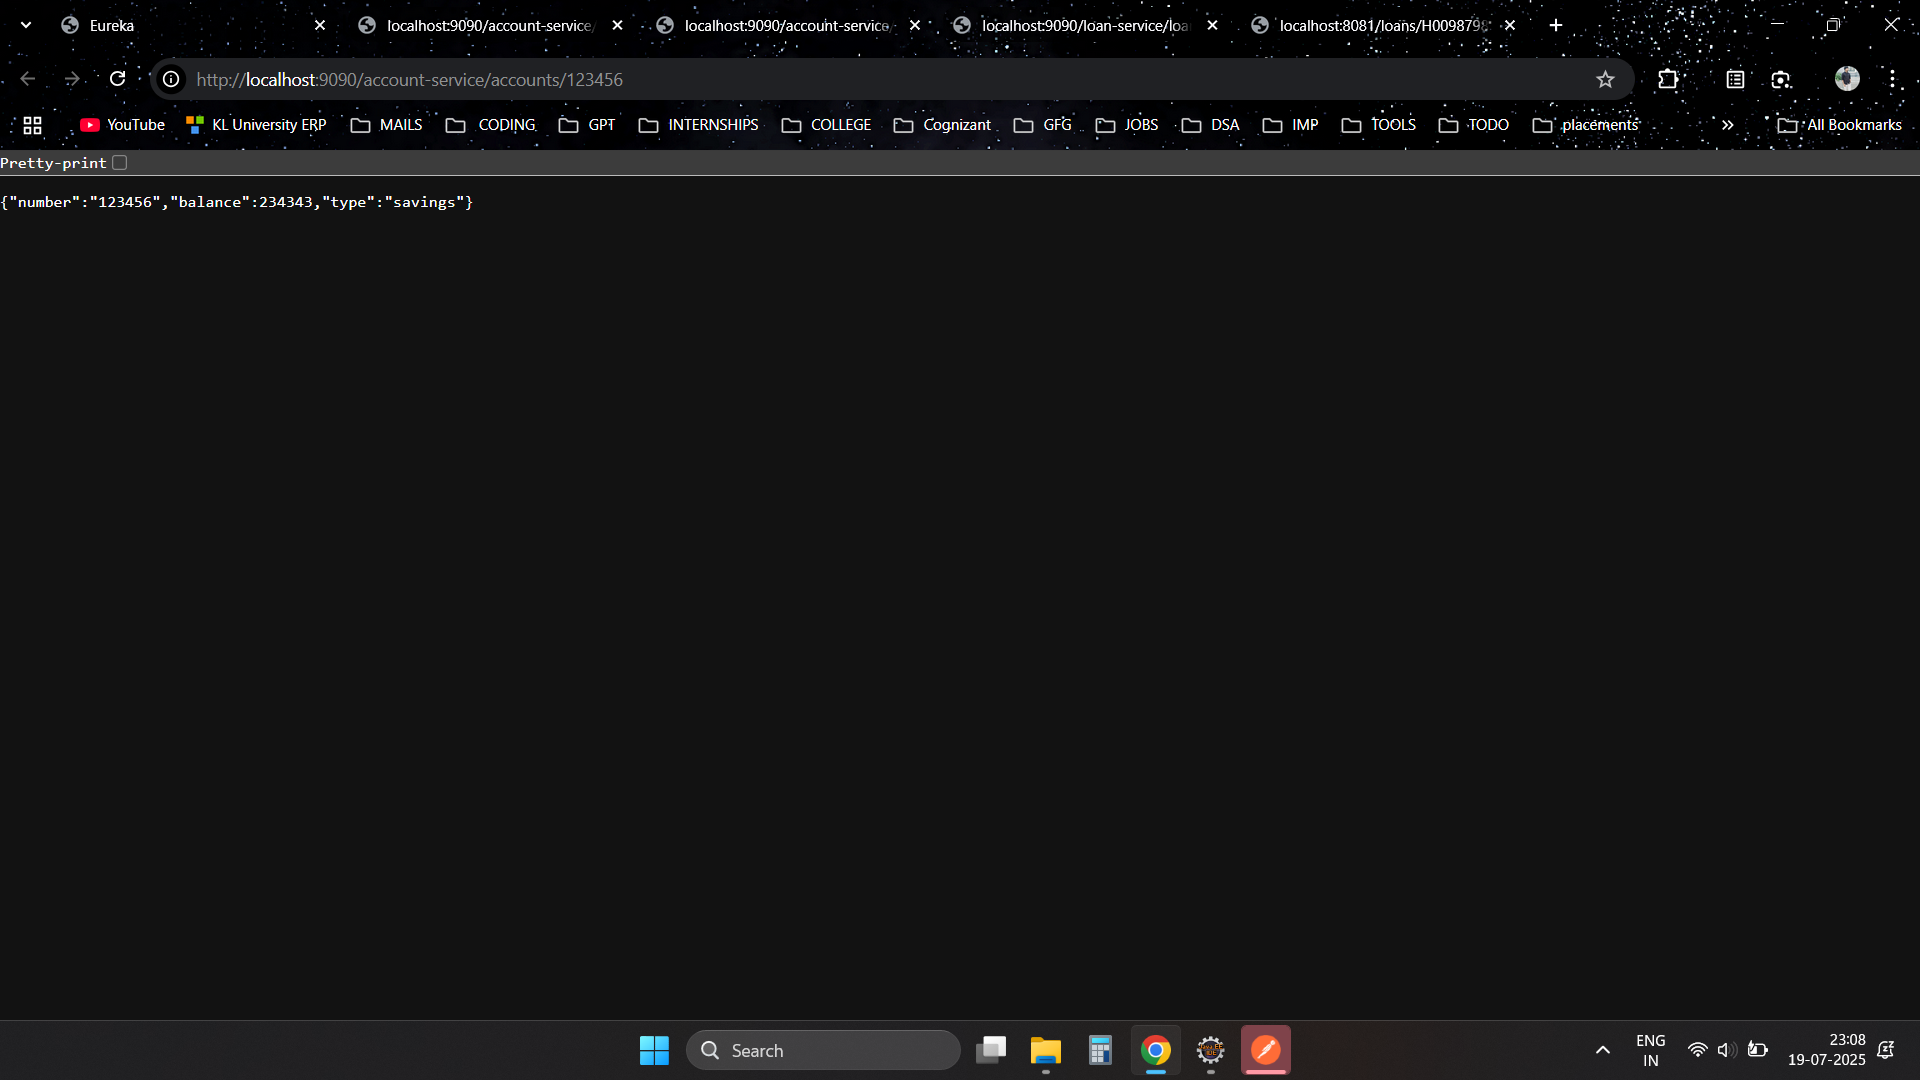 Eureka
localhost:9090/account-service/
localhost:9090/account-service
localhost:9090/loan-service/loa
localhost:8081/loans/H0098798
http://localhost:9090/account-service/accounts/123456
YouTube KL University ERP MAILS CODING GPT INTERNSHIPS COLLEGE Cognizant GFG JOBS DSA IMP TOOLS TODO placements » All Bookmarks
Pretty-print
{"number":"123456","balance":234343,"type":"savings"}
Search
ENG
IN
23:08
19-07-2025